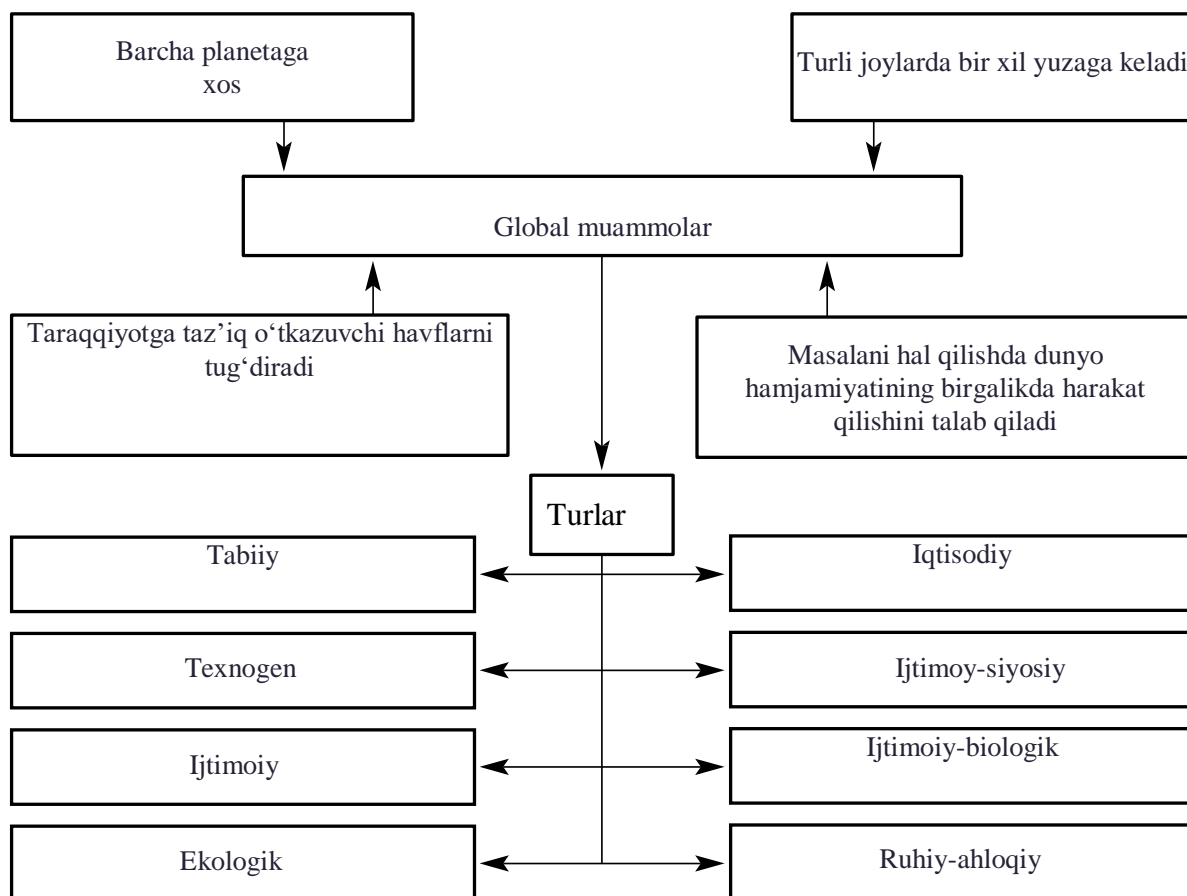 Barcha planetaga
xos
Turli joylarda bir xil yuzaga keladi
Global muammolar
Taraqqiyotga taz’iq o‘tkazuvchi havflarni
tug‘diradi
Masalani hal qilishda dunyo
hamjamiyatining birgalikda harakat
qilishini talab qiladi
Turlar
Tabiiy
Iqtisodiy
Texnogen
Ijtimoy-siyosiy
Ijtimoiy
Ijtimoiy-biologik
Ekologik
Ruhiy-ahloqiy